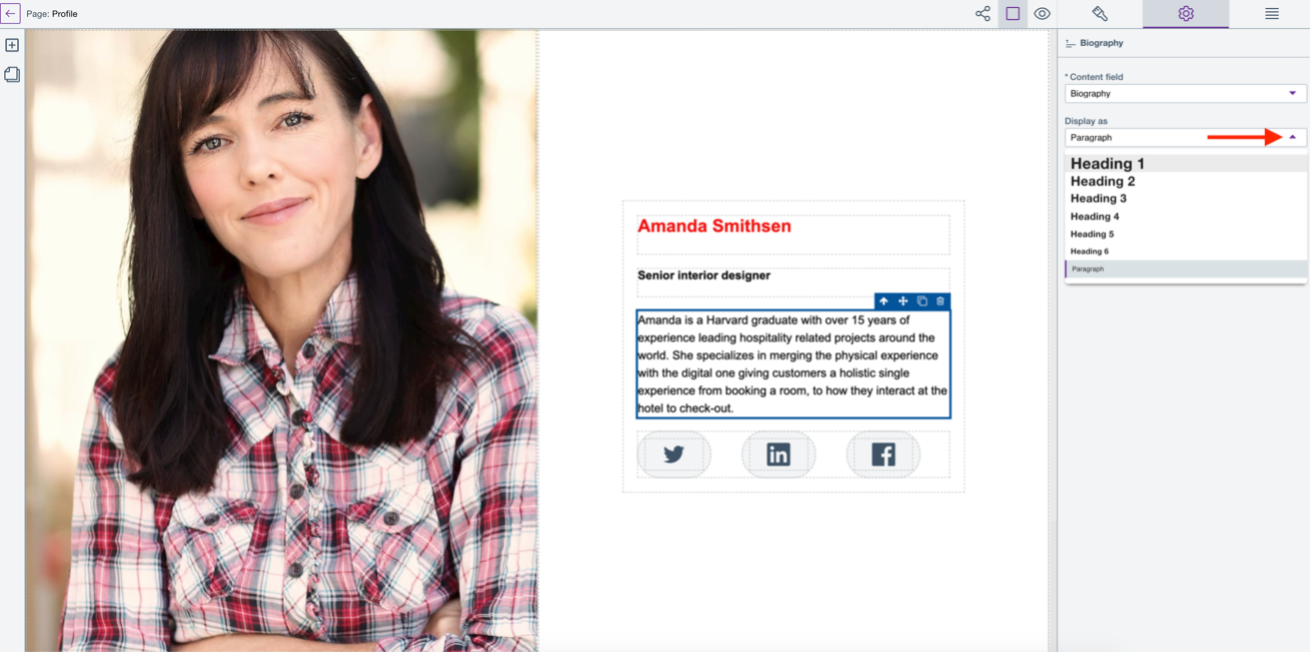 Page: Profile
Amanda Smithsen
Senior interior designer
Amanda is a Harvard graduate with over 15 years of
experience leading hospitality related projects around the
world. She specializes in merging the physical experience
with the digital one giving customers a holistic single
experience from booking a room, to how they interact at the
hotel to check-out.
in
Biography
* Content field
Biography
Display as
Paragraph
Heading 1
Heading 2
Heading 3
Heading 4
Heading 5
Heading 6
Paragraph